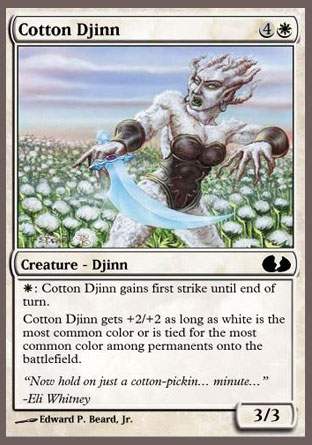 Cotton Djinn 4
Creature - Djinn
: Cotton Djinn gains first strike until end of
turn.
Cotton Djinn gets +2/+2 as long as white is the
most common color or is tied for the most
common color among permanents onto the
battlefield.
"Now hold on just a cotton-pickin... minute..."
-Eli Whitney
Edward P. Beard, Jr.
3/3